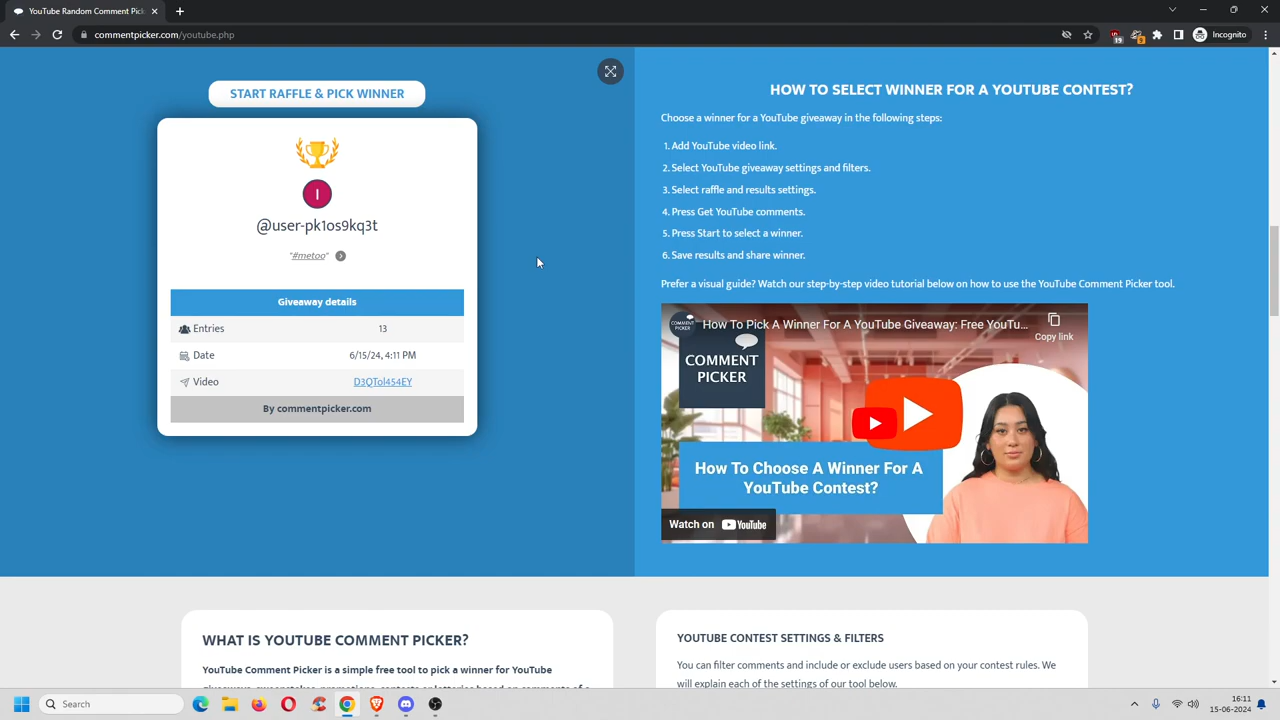 YouTube Random Comment Pic
commentpicker.com/youtube.php
19
2
Incognito
START RAFFLE & PICK WINNER
I
@user-pk1os9kq3t
"#metoo"
Giveaway details
Entries 13
Date 6/15/24, 4:11 PM
Video D3QTol454EY
By commentpicker.com
HOW TO SELECT WINNER FOR A YOUTUBE CONTEST?
Choose a winner for a YouTube giveaway in the following steps:
1. Add YouTube video link.
2. Select YouTube giveaway settings and filters.
3. Select raffle and results settings.
4. Press Get YouTube comments.
5. Press Start to select a winner.
6. Save results and share winner.
Prefer a visual guide? Watch our step-by-step video tutorial below on how to use the YouTube Comment Picker tool.
COMMENT PICKER
How To Pick A Winner For A YouTube Giveaway: Free YouTu...
Copy link
COMMENT
PICKER
How To Choose A Winner For A
YouTube Contest?
Watch on YouTube
WHAT IS YOUTUBE COMMENT PICKER?
YouTube Comment Picker is a simple free tool to pick a winner for YouTube
YOUTUBE CONTEST SETTINGS & FILTERS
You can filter comments and include or exclude users based on your contest rules. We
will explain each of the settings of our tool below.
Search
16:11
15-06-2024